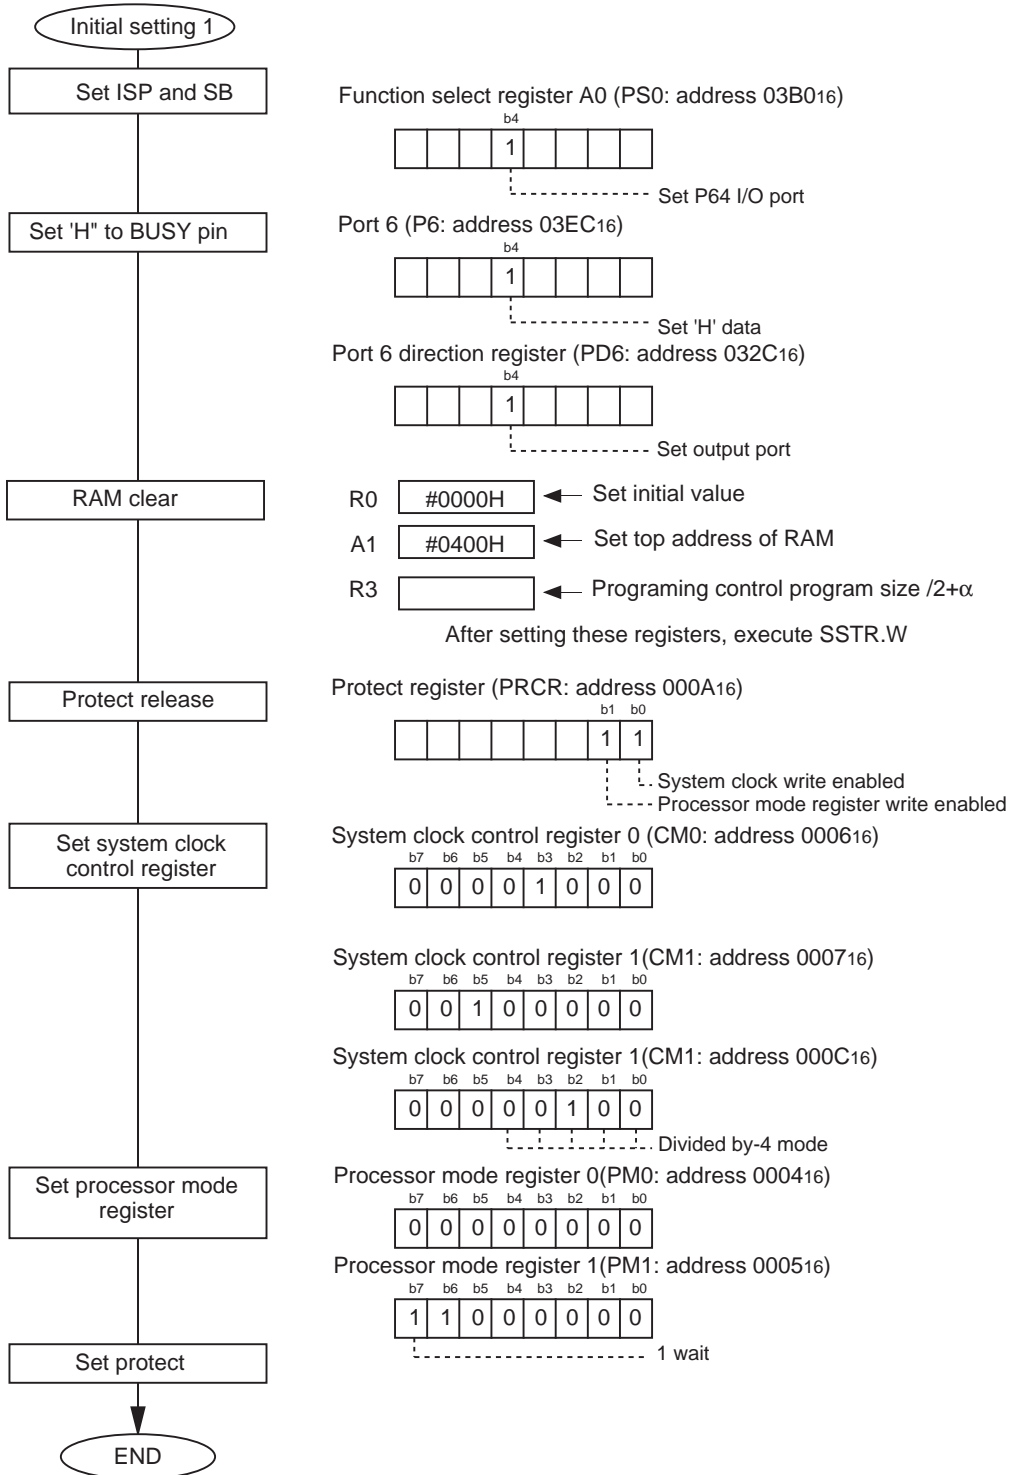 Initial setting 1
Set ISP and SB
Function select register A0 (PS0: address 03B016)
b4
1
Set P64 I/O port
Set 'H" to BUSY pin
Port 6 (P6: address 03EC16)
b4
1
Set 'H' data
Port 6 direction register (PD6: address 032C16)
b4
1
Set output port
RAM clear
R0 #0000H Set initial value
A1 #0400H Set top address of RAM
R3 Programing control program size /2+α
After setting these registers, execute SSTR.W
Protect release
Protect register (PRCR: address 000A16)
b1 b0
1 1
System clock write enabled
Processor mode register write enabled
Set system clock
control register
System clock control register 0 (CM0: address 000616)
b7 b6 b5 b4 b3 b2 b1 b0
0 0 0 0 1 0 0 0
System clock control register 1(CM1: address 000716)
b7 b6 b5 b4 b3 b2 b1 b0
0 0 1 0 0 0 0 0
System clock control register 1(CM1: address 000C16)
b7 b6 b5 b4 b3 b2 b1 b0
0 0 0 0 0 1 0 0
Divided by-4 mode
Set processor mode
register
Processor mode register 0(PM0: address 000416)
b7 b6 b5 b4 b3 b2 b1 b0
0 0 0 0 0 0 0 0
Processor mode register 1(PM1: address 000516)
b7 b6 b5 b4 b3 b2 b1 b0
1 1 0 0 0 0 0 0
1 wait
Set protect
END